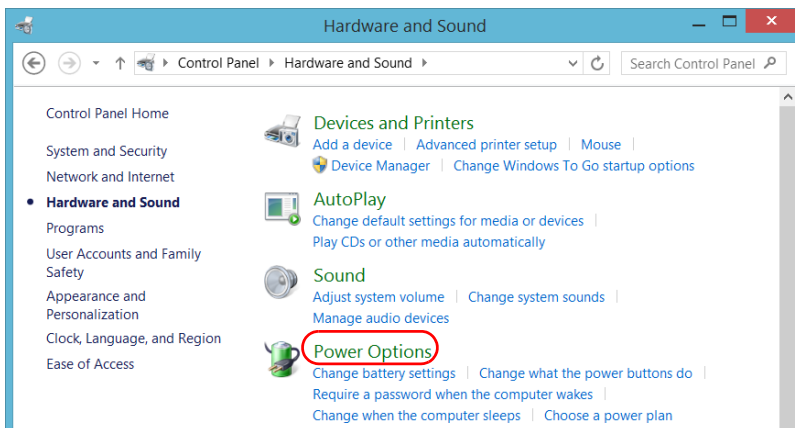 Hardware and Sound
Control Panel Hardware and Sound
Search Control Panel
Control Panel Home
System and Security
Network and Internet
Hardware and Sound
Programs
User Accounts and Family
Safety
Appearance and
Personalization
Clock, Language, and Region
Ease of Access
Devices and Printers
Add a device Advanced printer setup Mouse
Device Manager Change Windows To Go startup options
AutoPlay
Change default settings for media or devices
Play CDs or other media automatically
Sound
Adjust system volume Change system sounds
Manage audio devices
Power Options
Change battery settings Change what the power buttons do
Require a password when the computer wakes
Change when the computer sleeps Choose a power plan